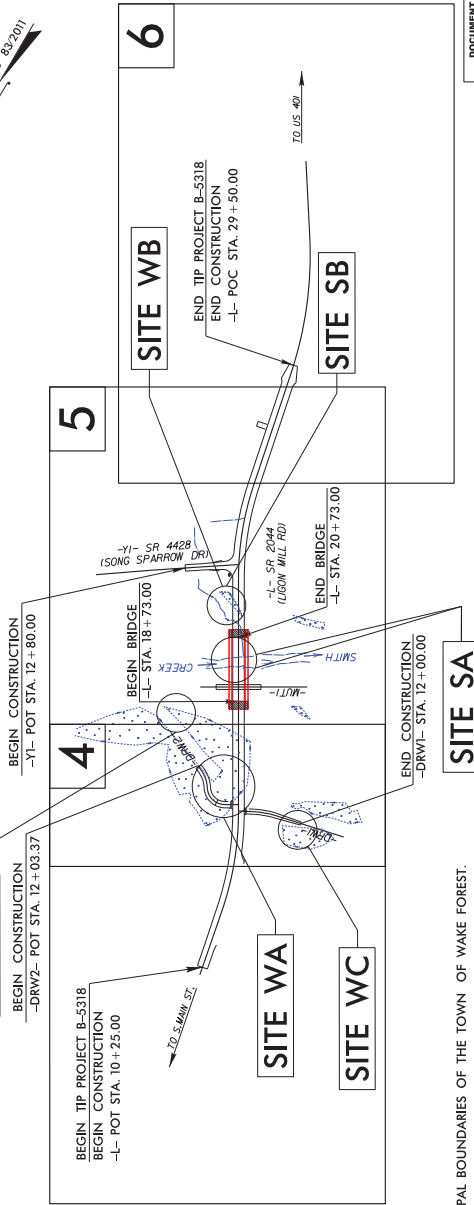 83/2011
6
TO US 401
END TIP PROJECT B-5318
END CONSTRUCTION
-L- POC STA. 29+50.00
SITE WB
SITE SB
5
-Y1- SR 4428
(SONG SPARROW DR)
-L- SR 2044
(LIGON MILL RD)
BEGIN CONSTRUCTION
-Y1- POT STA. 12+80.00
BEGIN BRIDGE
-L- STA. 18+73.00
END BRIDGE
-L- STA. 20+73.00
SMITH
CREEK
-MUT1-
SITE SA
4
BEGIN CONSTRUCTION
-DRW2- POT STA. 12+03.37
-DRW2-
-DRW1-
END CONSTRUCTION
-DRW1- STA. 12+00.00
BEGIN TIP PROJECT B-5318
BEGIN CONSTRUCTION
-L- POT STA. 10+25.00
TO S.MAIN ST.
SITE WA
SITE WC
PAL BOUNDARIES OF THE TOWN OF WAKE FOREST.
DOCUMENT